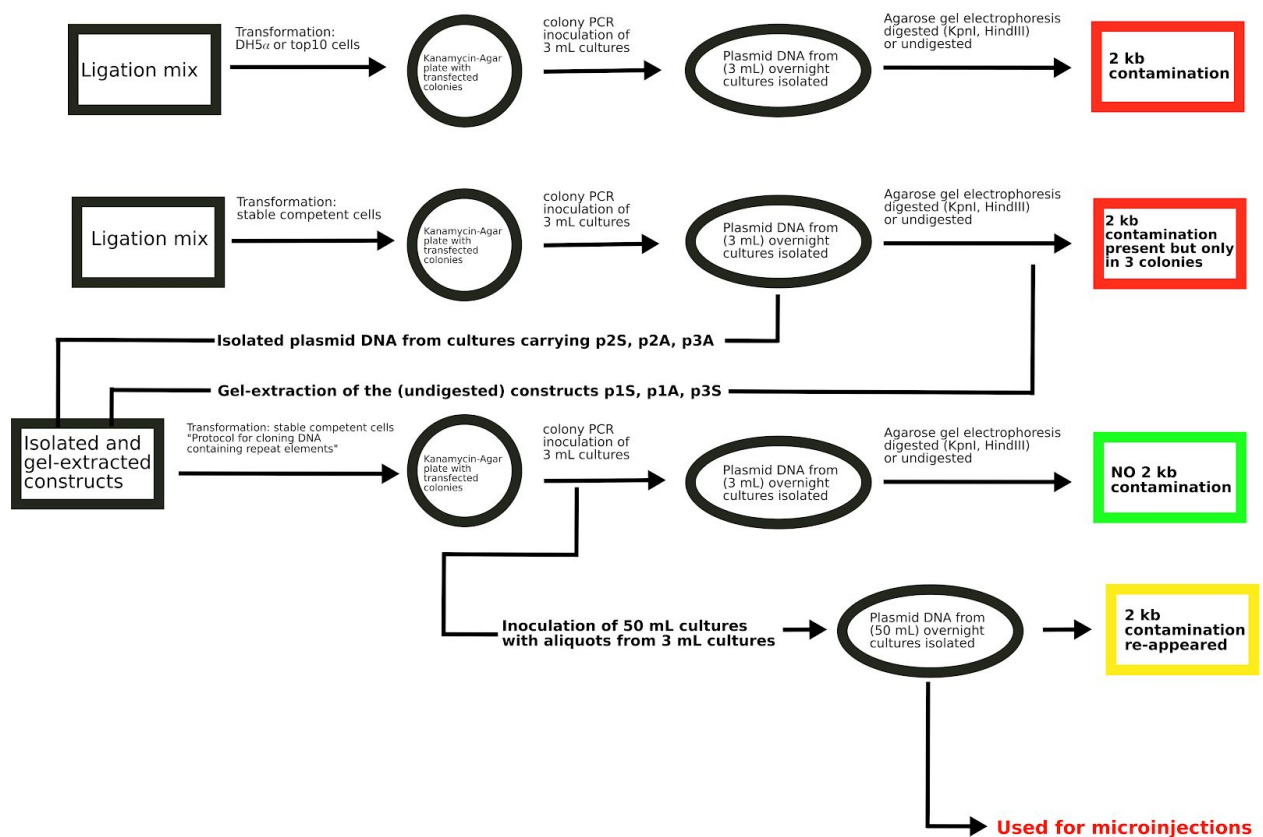 Ligation mix
Transformation:
DH5α or top10 cells
Kanamycin-Agar
plate with
transfected
colonies
colony PCR
inoculation of
3 mL cultures
Plasmid DNA from
(3 mL) overnight
cultures isolated
Agarose gel electrophoresis
digested (KpnI, HindIII)
or undigested
2 kb
contamination
Ligation mix
Transformation:
stable competent cells
Kanamycin-Agar
plate with
transfected
colonies
colony PCR
inoculation of
3 mL cultures
Plasmid DNA from
(3 mL) overnight
cultures isolated
Agarose gel electrophoresis
digested (KpnI, HindIII)
or undigested
2 kb
contamination
present but only
in 3 colonies
Isolated plasmid DNA from cultures carrying p2S, p2A, p3A
Gel-extraction of the (undigested) constructs p1S, p1A, p3S
Isolated and
gel-extracted
constructs
Transformation: stable competent cells
"Protocol for cloning DNA
containing repeat elements"
Kanamycin-Agar
plate with
transfected
colonies
colony PCR
inoculation of
3 mL cultures
Plasmid DNA from
(3 mL) overnight
cultures isolated
Agarose gel electrophoresis
digested (KpnI, HindIII)
or undigested
NO 2 kb
contamination
Inoculation of 50 mL cultures
with aliquots from 3 mL cultures
Plasmid DNA from
(50 mL) overnight
cultures isolated
2 kb
contamination
re-appeared
Used for microinjections